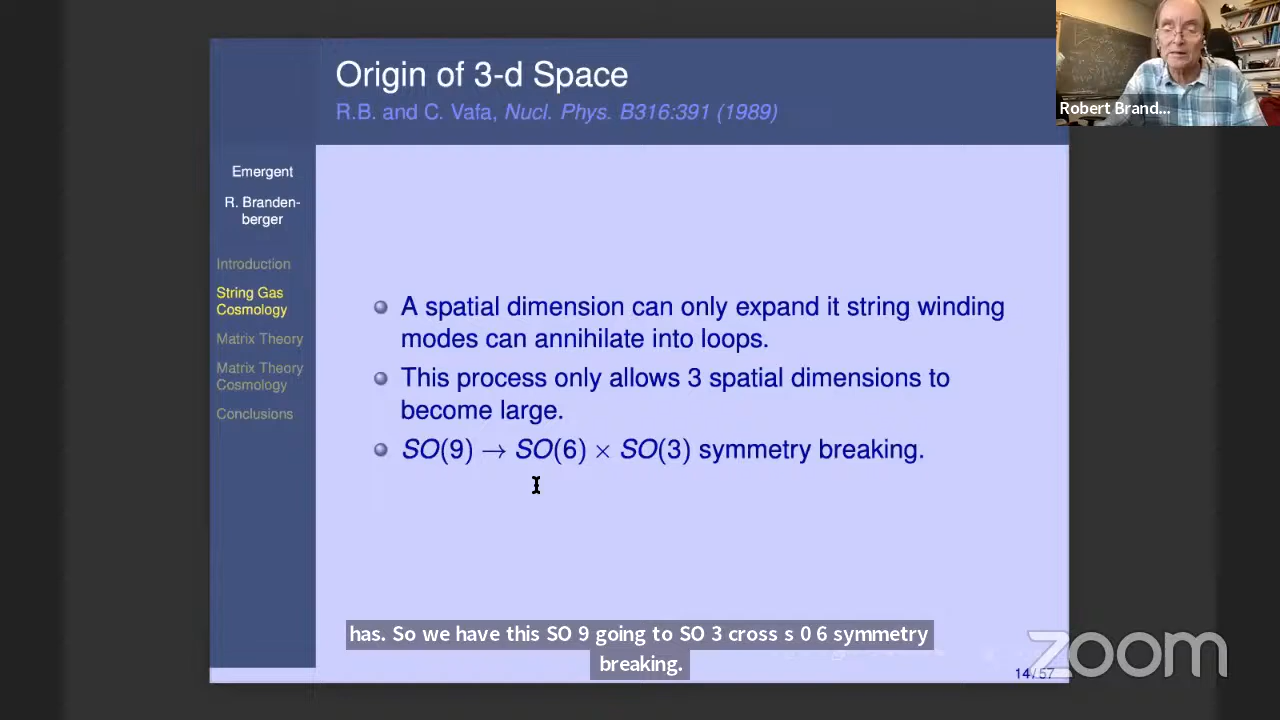 Origin of 3-d Space
R.B. and C. Vafa, Nucl. Phys. B316:391 (1989)
Robert Brand...
Emergent
R. Branden-
berger
Introduction
String Gas
Cosmology
Matrix Theory
Matrix Theory
Cosmology
Conclusions
A spatial dimension can only expand it string winding
modes can annihilate into loops.
This process only allows 3 spatial dimensions to
become large.
SO(9) → SO(6) × SO(3) symmetry breaking.
has. So we have this SO 9 going to SO 3 cross s 0 6 symmetry
breaking.
zoom
14/57